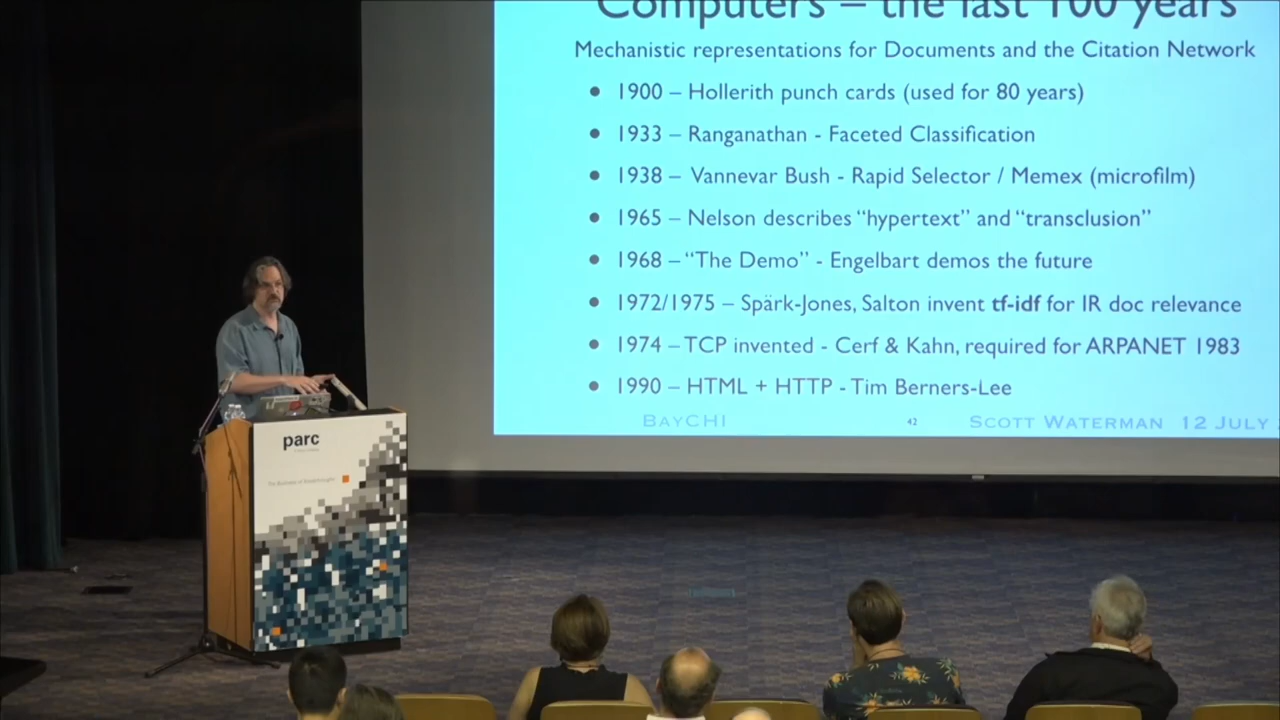 Computers – the last 100 years
Mechanistic representations for Documents and the Citation Network
• 1900 – Hollerith punch cards (used for 80 years)
• 1933 – Ranganathan - Faceted Classification
• 1938 – Vannevar Bush - Rapid Selector / Memex (microfilm)
• 1965 – Nelson describes “hypertext” and “transclusion”
• 1968 – “The Demo” - Engelbart demos the future
• 1972/1975 – Spärk-Jones, Salton invent tf-idf for IR doc relevance
• 1974 – TCP invented - Cerf & Kahn, required for ARPANET 1983
• 1990 – HTML + HTTP - Tim Berners-Lee
BAYCHI 42 SCOTT WATERMAN 12 JULY
parc
The Business of Breakthroughs